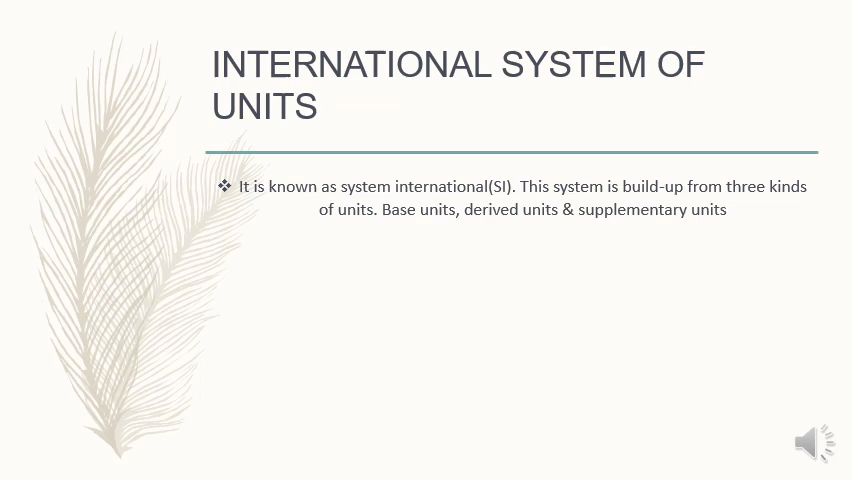 INTERNATIONAL SYSTEM OF
UNITS
❖ It is known as system international(SI). This system is build-up from three kinds
of units. Base units, derived units & supplementary units